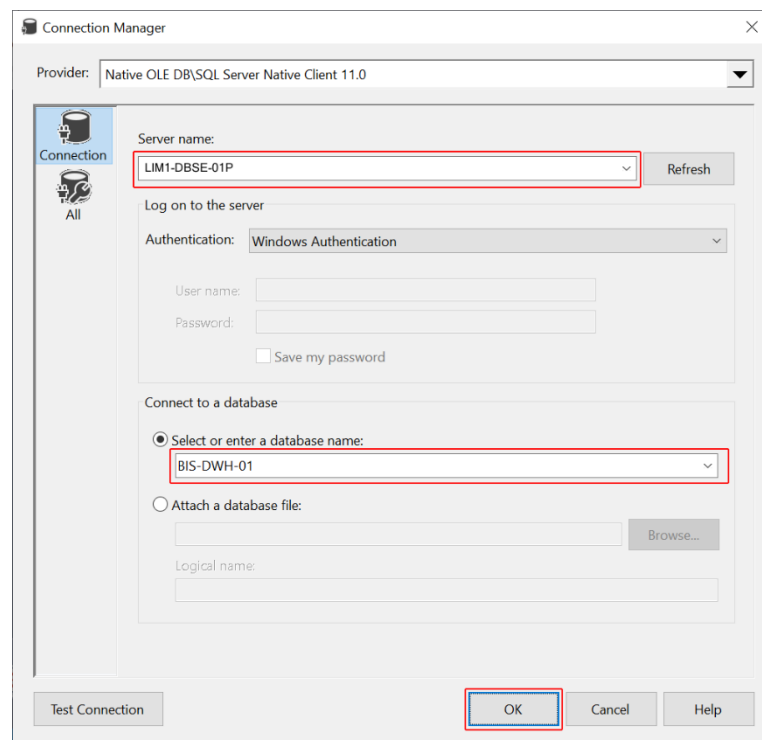 Connection Manager
Provider: Native OLE DB\SQL Server Native Client 11.0
Connection
All
Server name:
LIM1-DBSE-01P
Refresh
Log on to the server
Authentication: Windows Authentication
User name:
Password:
Save my password
Connect to a database
Select or enter a database name:
BIS-DWH-01
Attach a database file:
Browse...
Logical name:
Test Connection OK Cancel Help